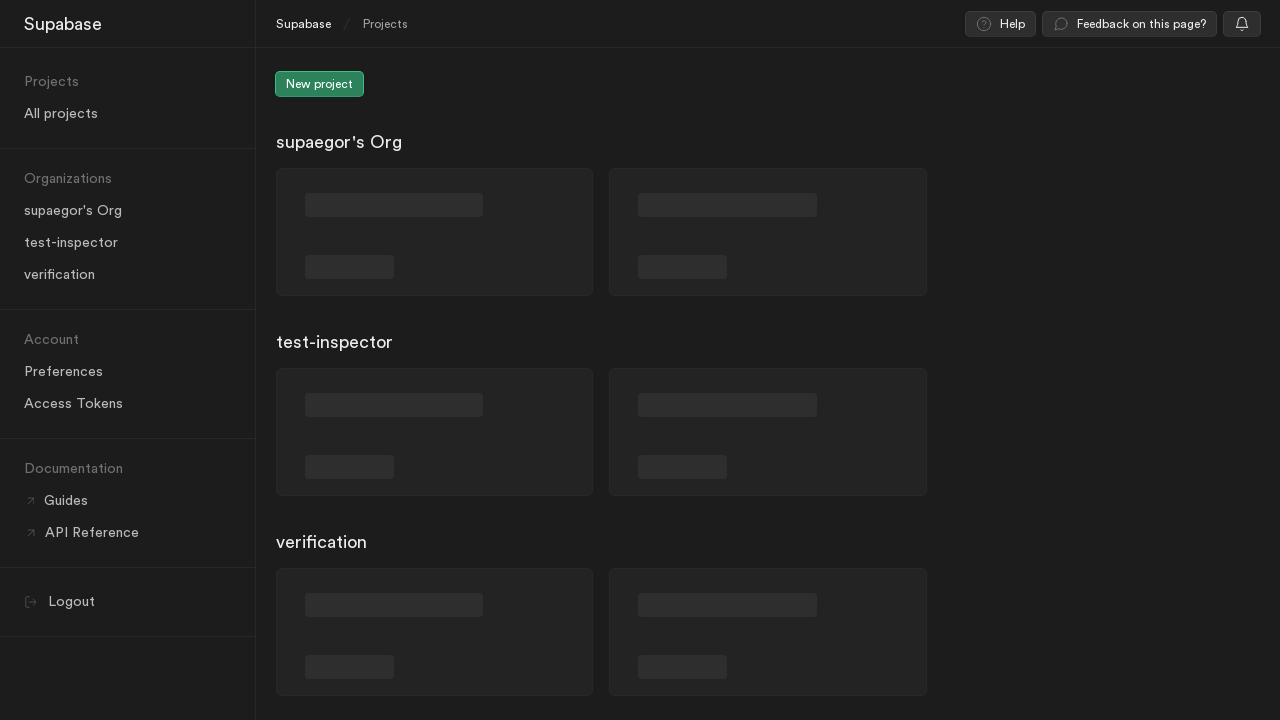 Supabase
Supabase / Projects
Help
Feedback on this page?
Projects
All projects
Organizations
supaegor's Org
test-inspector
verification
Account
Preferences
Access Tokens
Documentation
Guides
API Reference
Logout
New project
supaegor's Org
test-inspector
verification